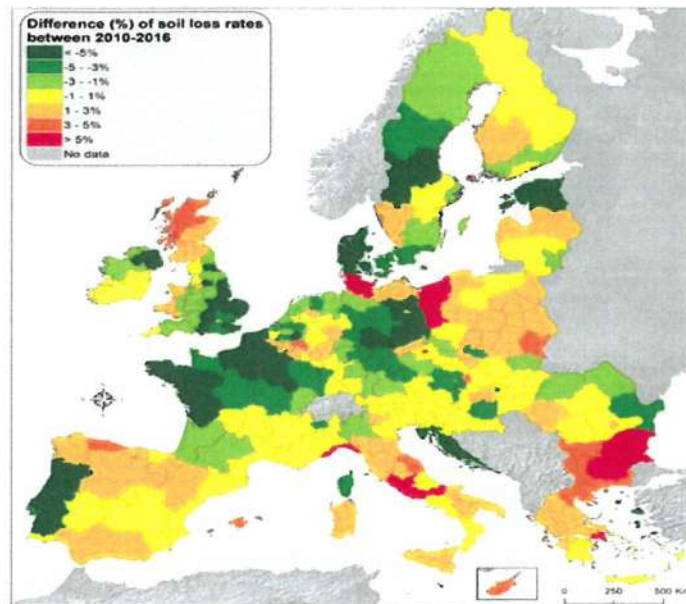 Difference (%) of soil loss rates
between 2010-2016
< -5%
-5 - -3%
-3 - -1%
-1 - 1%
1 - 3%
3 - 5%
> 5%
No data
0 250 500 K